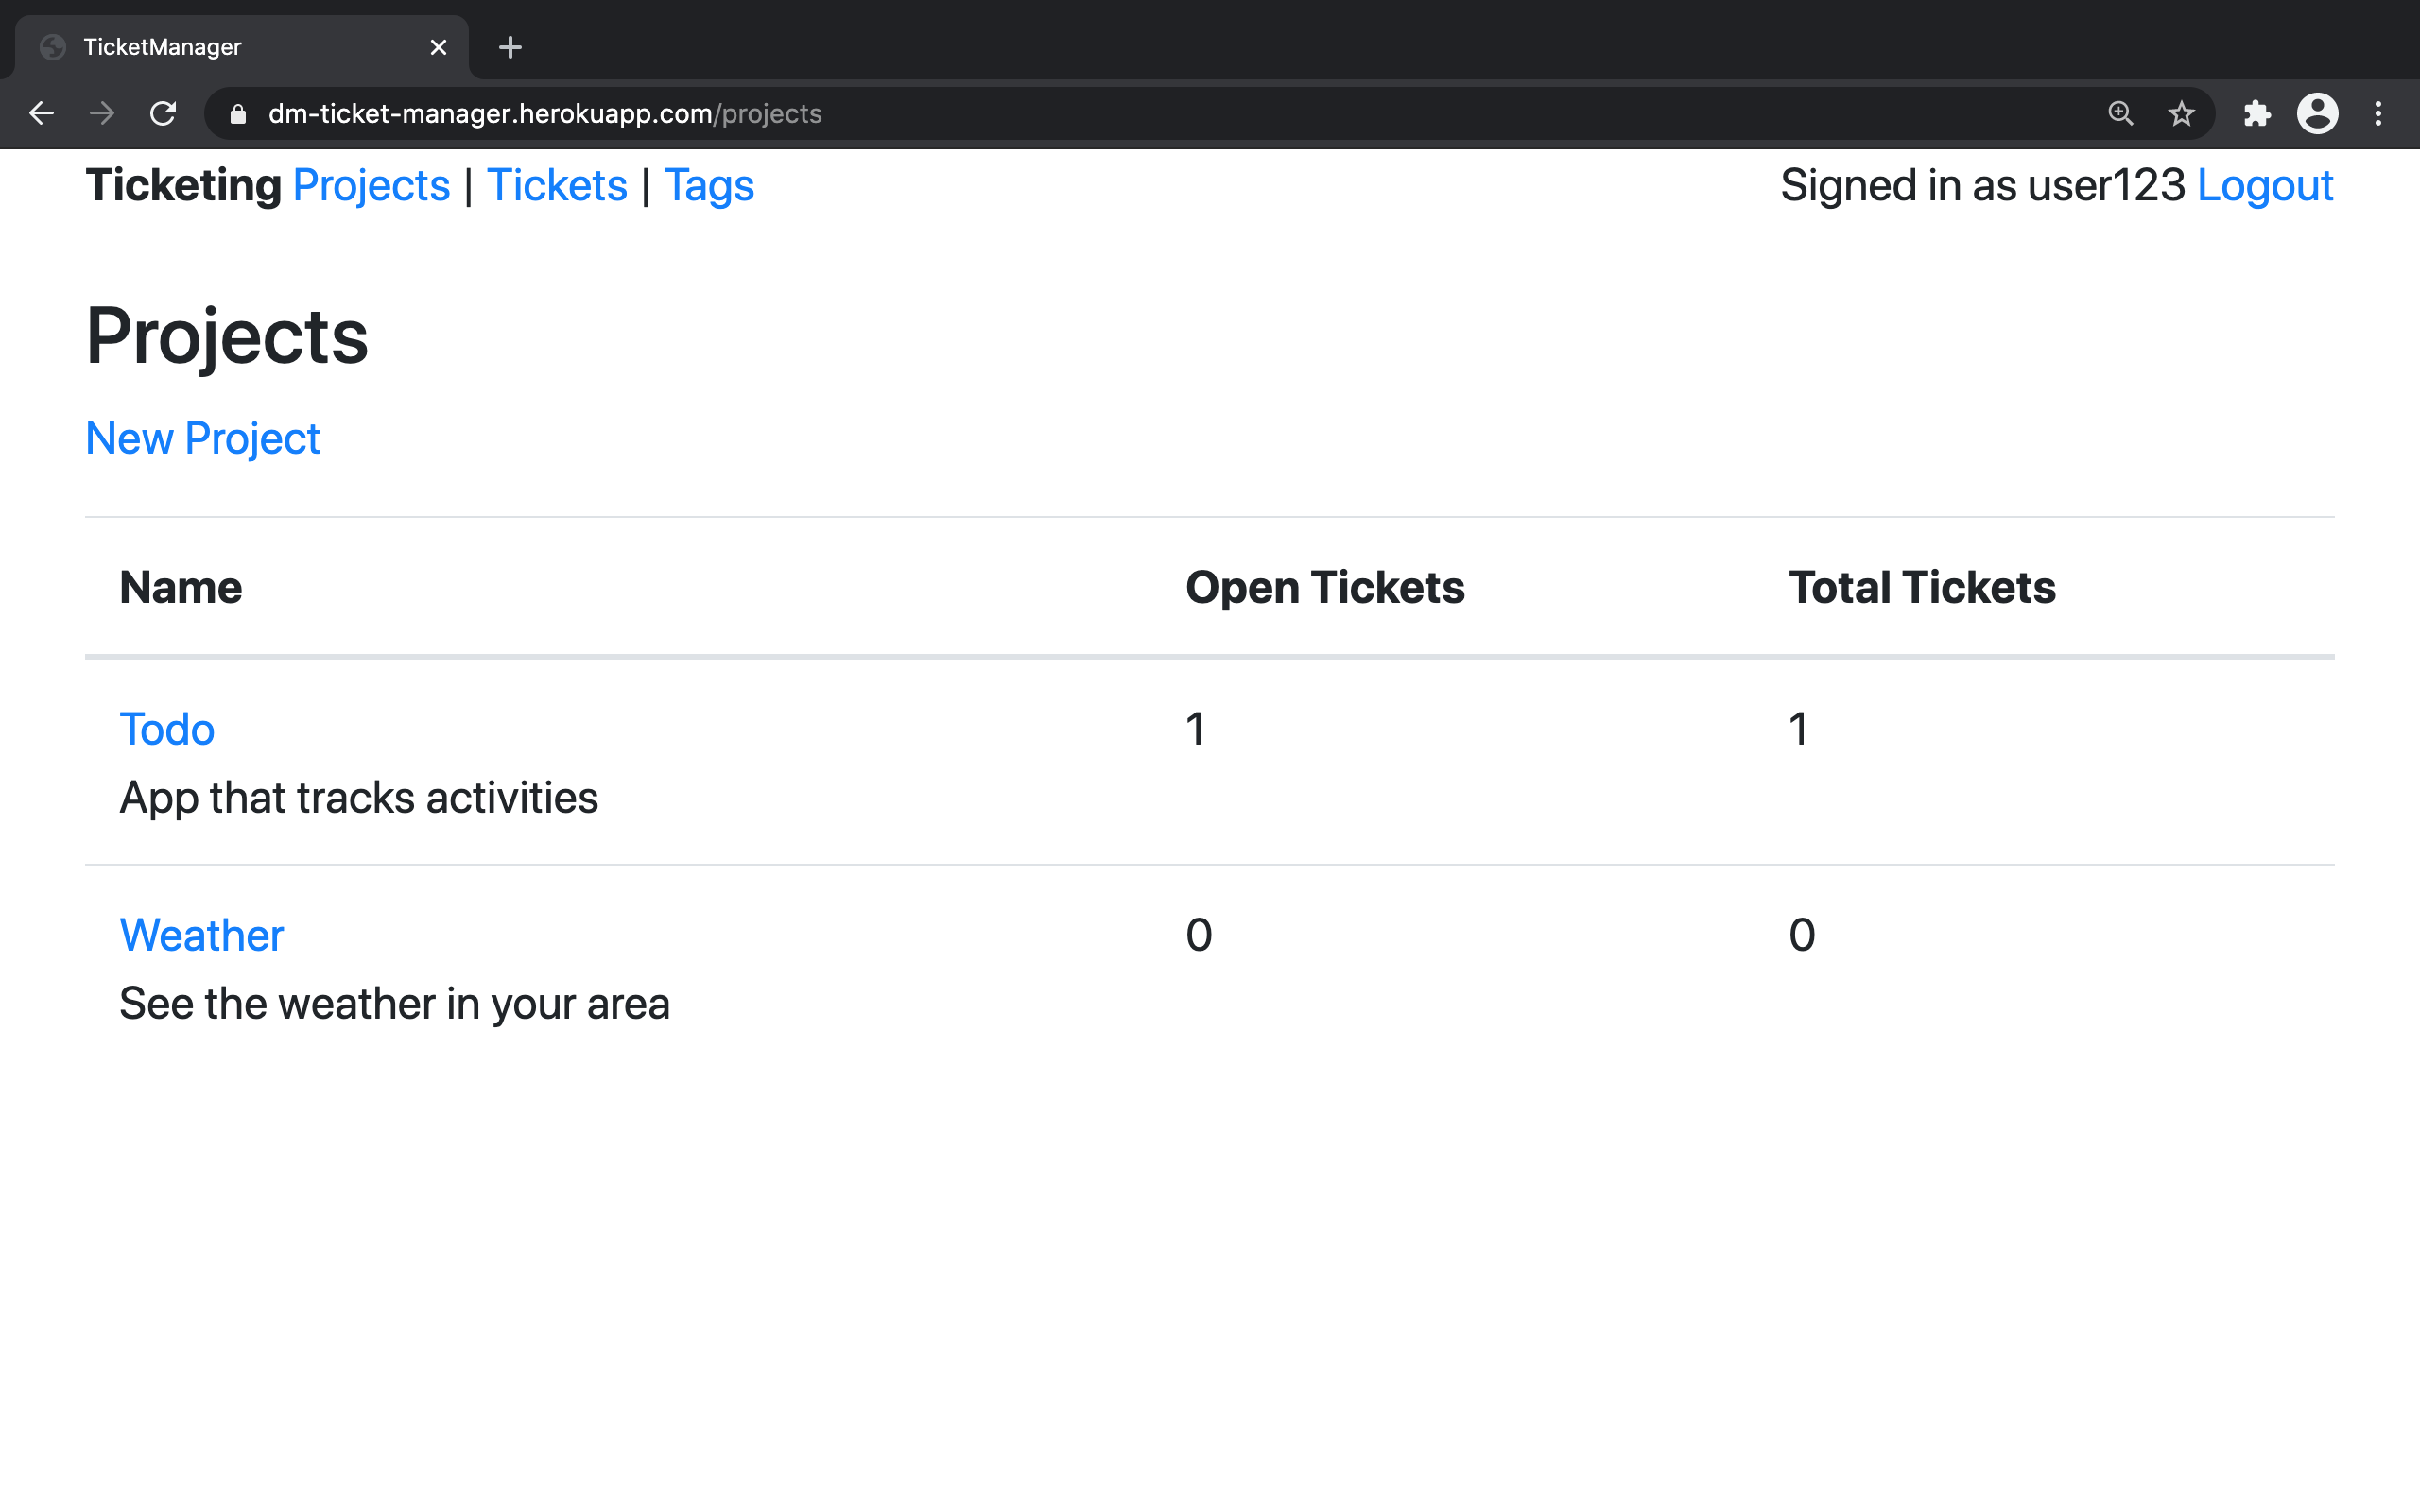 TicketManager
dm-ticket-manager.herokuapp.com/projects
Ticketing Projects | Tickets | Tags
Signed in as user123 Logout
Projects
New Project
Name Open Tickets Total Tickets
Todo 1 1
App that tracks activities
Weather 0 0
See the weather in your area